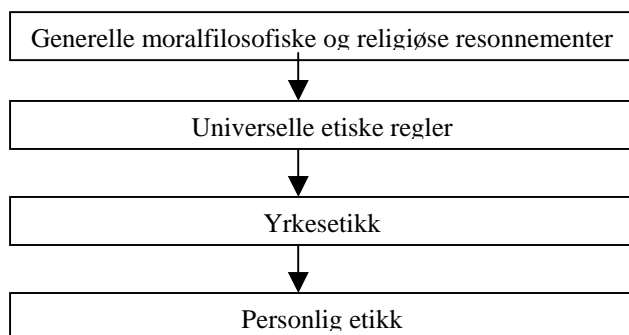 Generelle moralfilosofiske og religiøse resonnementer
Universelle etiske regler
Yrkesetikk
Personlig etikk